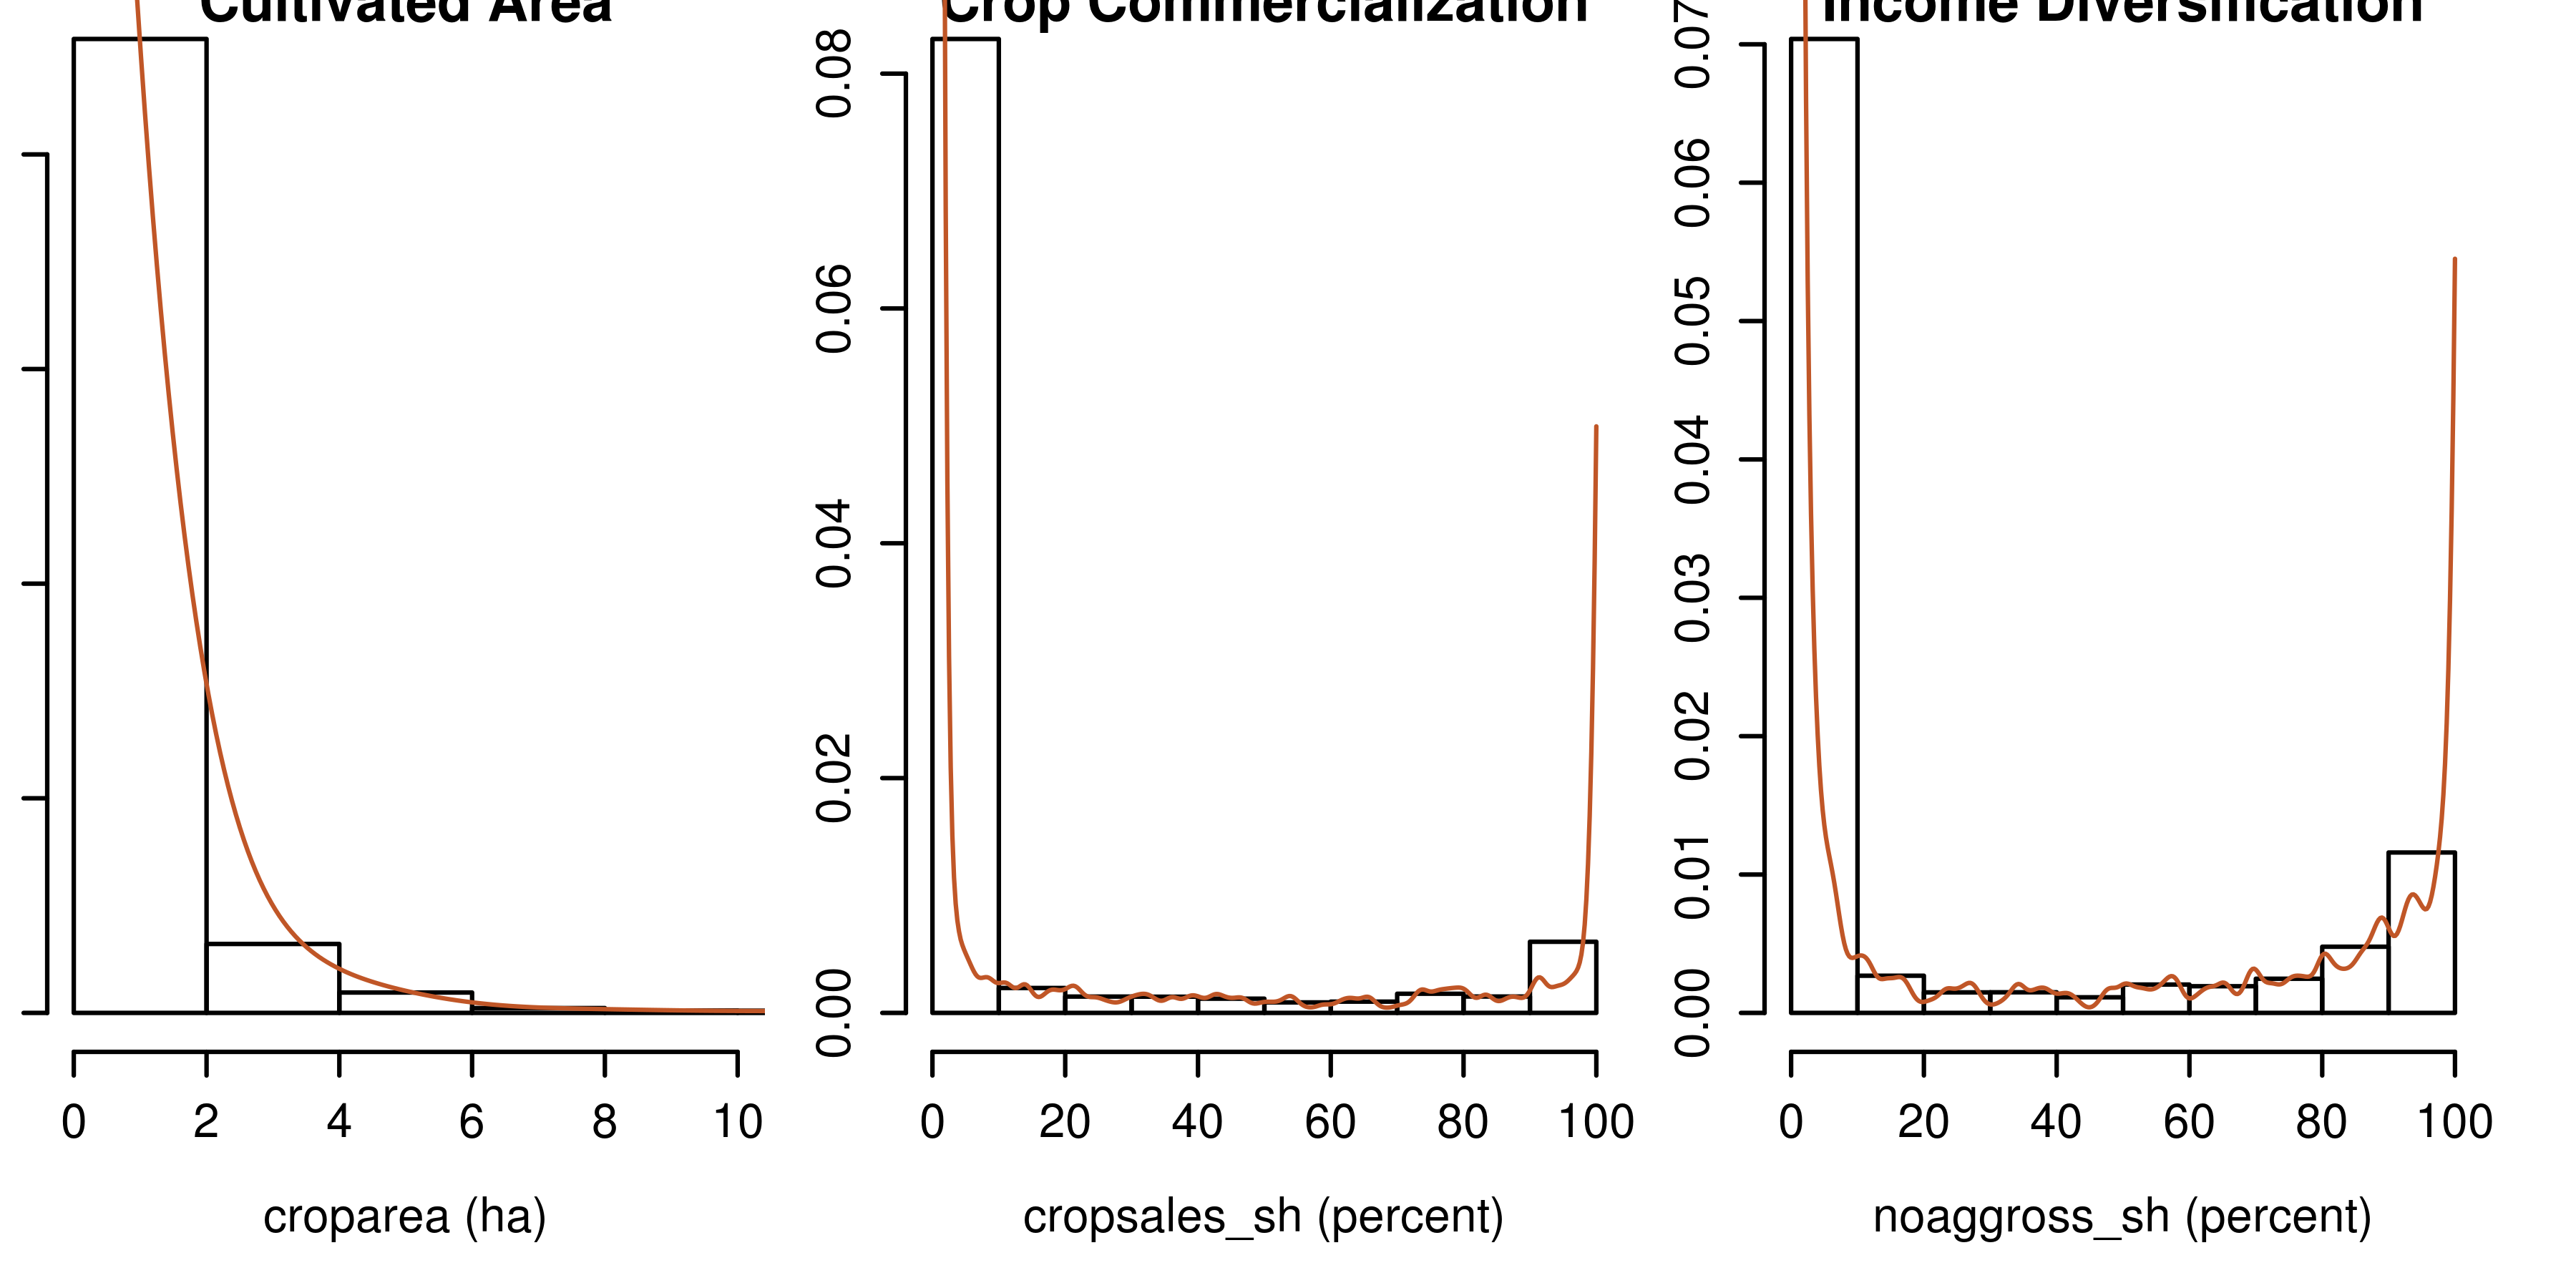 Cultivated Area
Crop Commercialization
Income Diversification
0.00
0.02
0.04
0.06
0.08
0.00
0.01
0.02
0.03
0.04
0.05
0.06
0.07
0 2 4 6 8 10
0 20 40 60 80 100
0 20 40 60 80 100
croparea (ha)
cropsales_sh (percent)
noaggross_sh (percent)